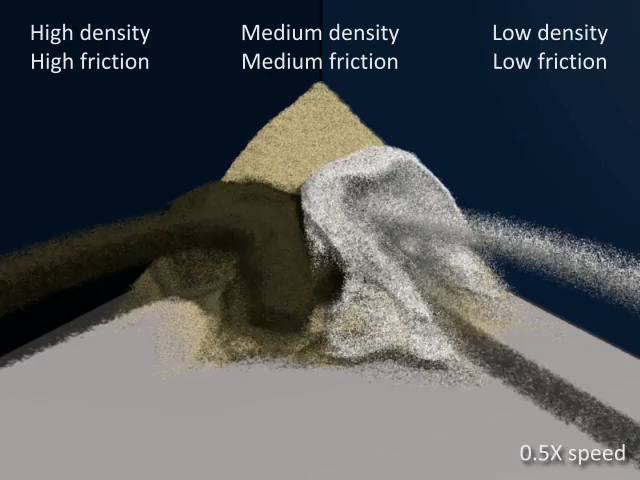 High density
High friction
Medium density
Medium friction
Low density
Low friction
0.5X speed